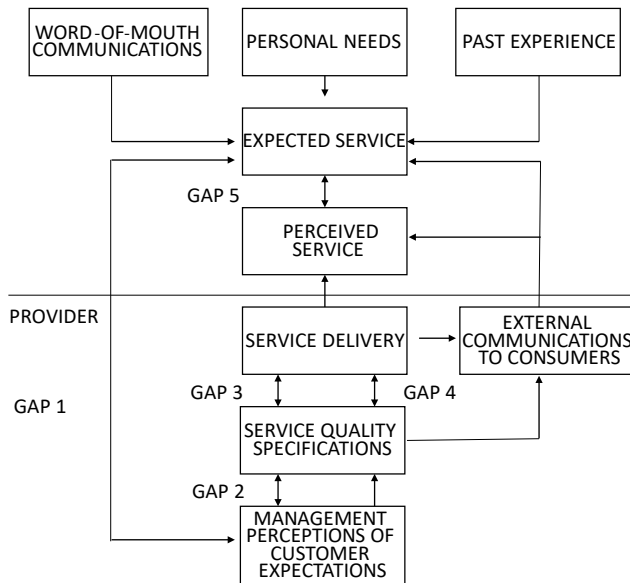 WORD-OF-MOUTH
COMMUNICATIONS
PERSONAL NEEDS
PAST EXPERIENCE
EXPECTED SERVICE
GAP 5
PERCEIVED
SERVICE
PROVIDER
SERVICE DELIVERY
EXTERNAL
COMMUNICATIONS
TO CONSUMERS
GAP 1
GAP 3
GAP 4
SERVICE QUALITY
SPECIFICATIONS
GAP 2
MANAGEMENT
PERCEPTIONS OF
CUSTOMER
EXPECTATIONS